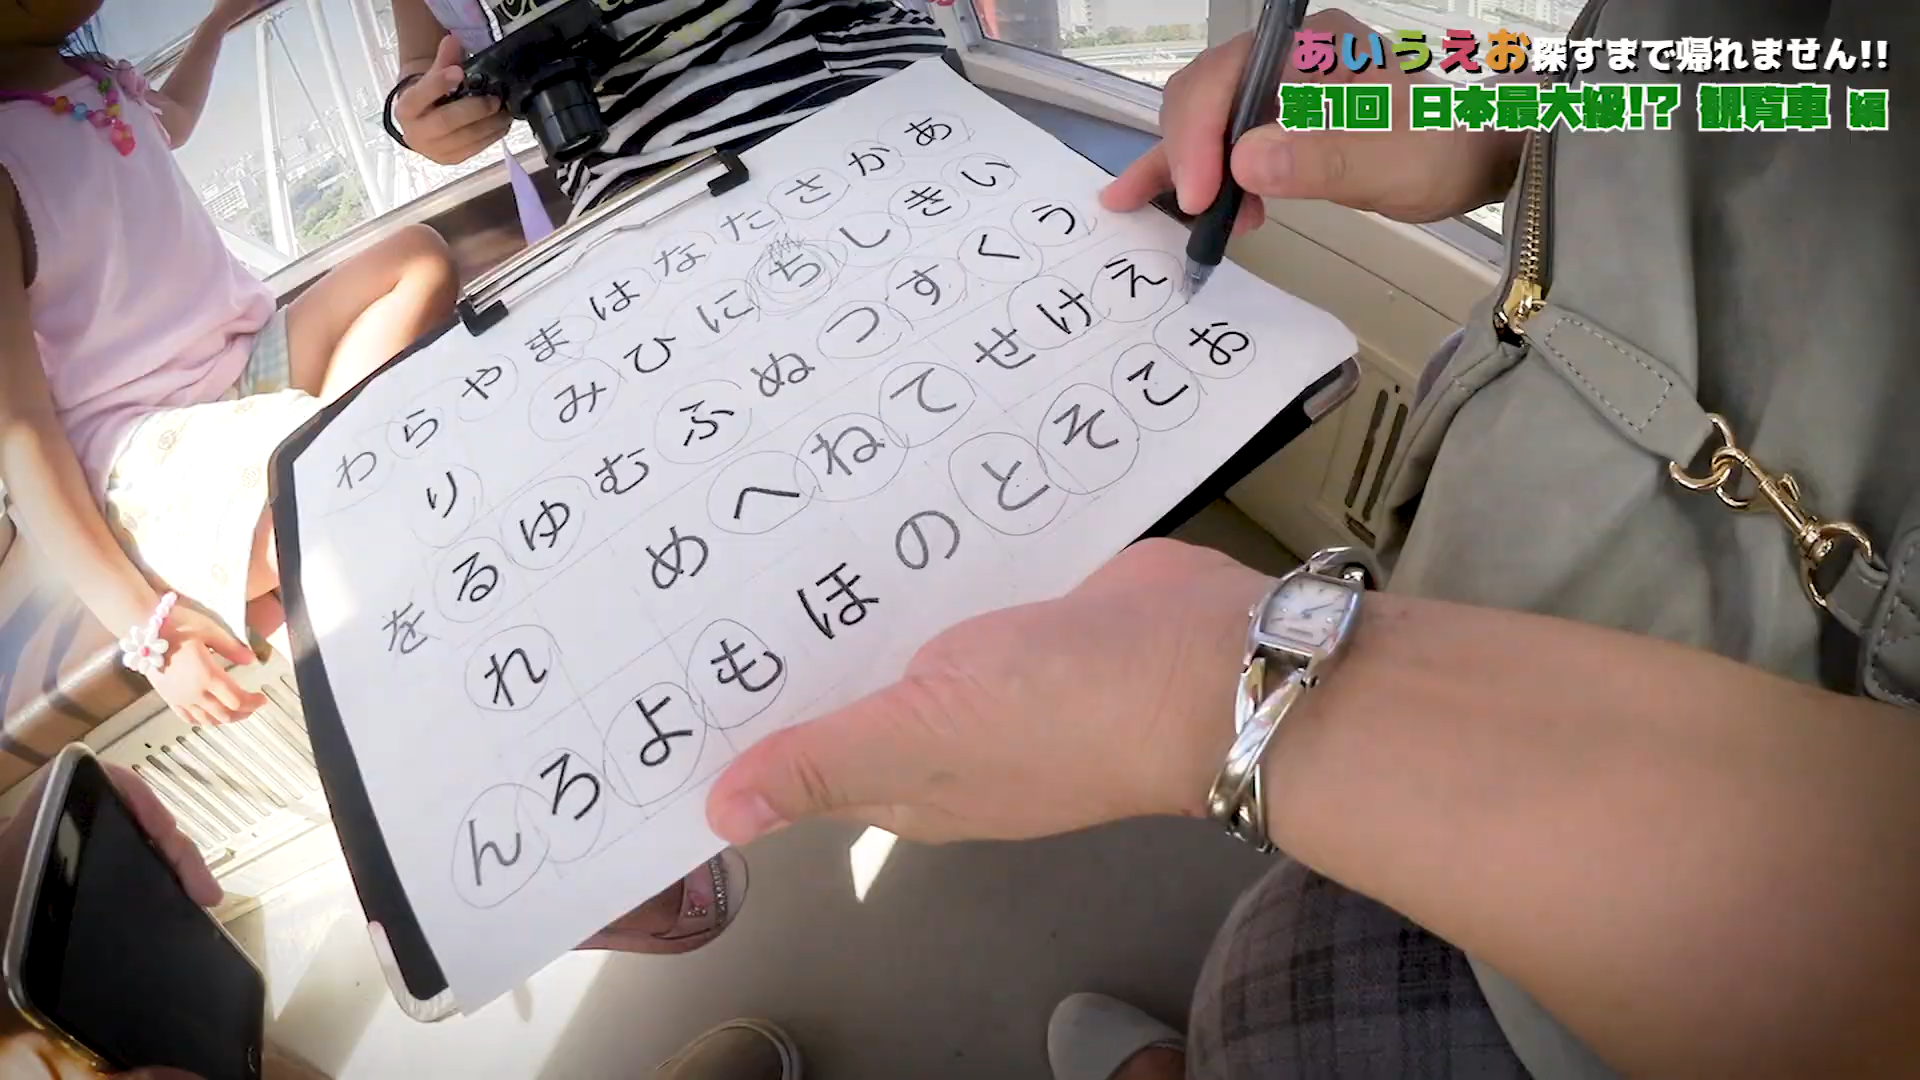 あいうえお探すまで帰れません!!
第1回 日本最大級!? 観覧車 編
わ ら や ま は な た さ か あ
り み ひ に ち し き い
を る ゆ む ふ ぬ つ す く う
れ め へ ね て せ け え
ん ろ よ も ほ の と そ こ お